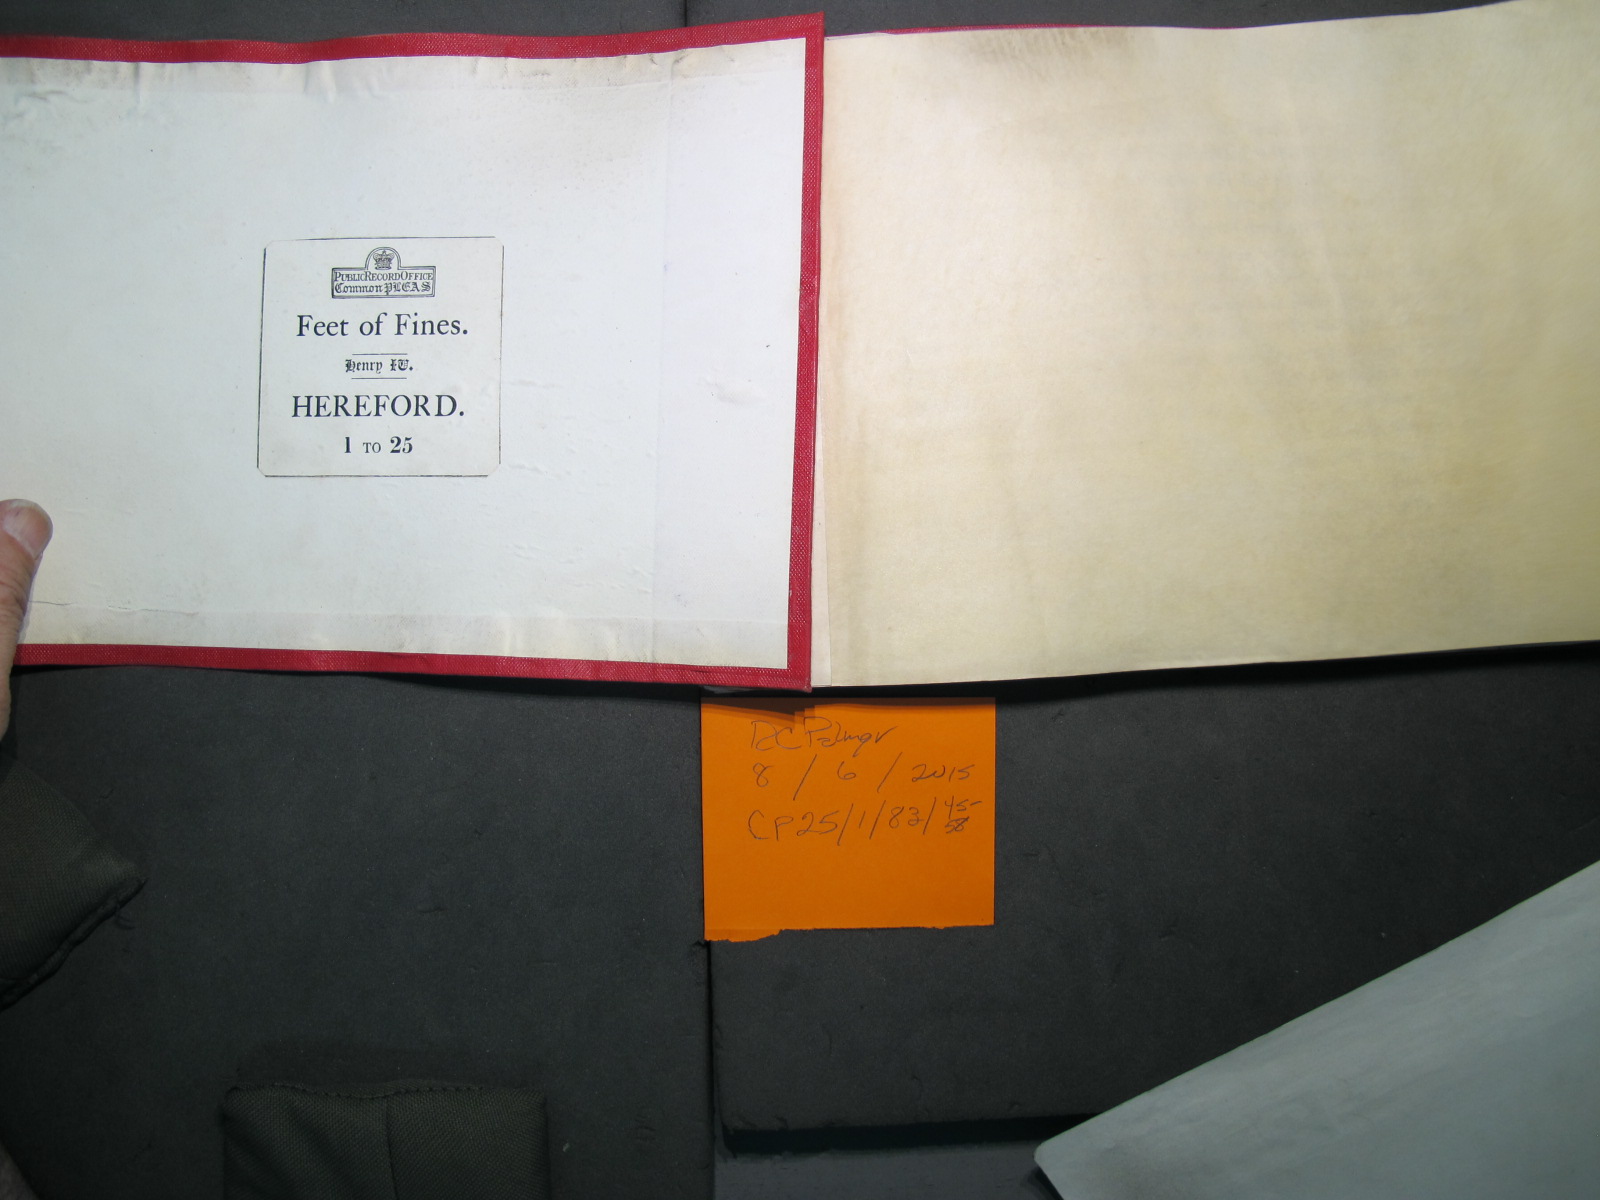 PUBLIC RECORD OFFICE
Common PLEAS
Feet of Fines.
Henry IV.
HEREFORD.
1 TO 25
RC Palmer
8 / 6 / 2015
CP25/1/83/45-
58